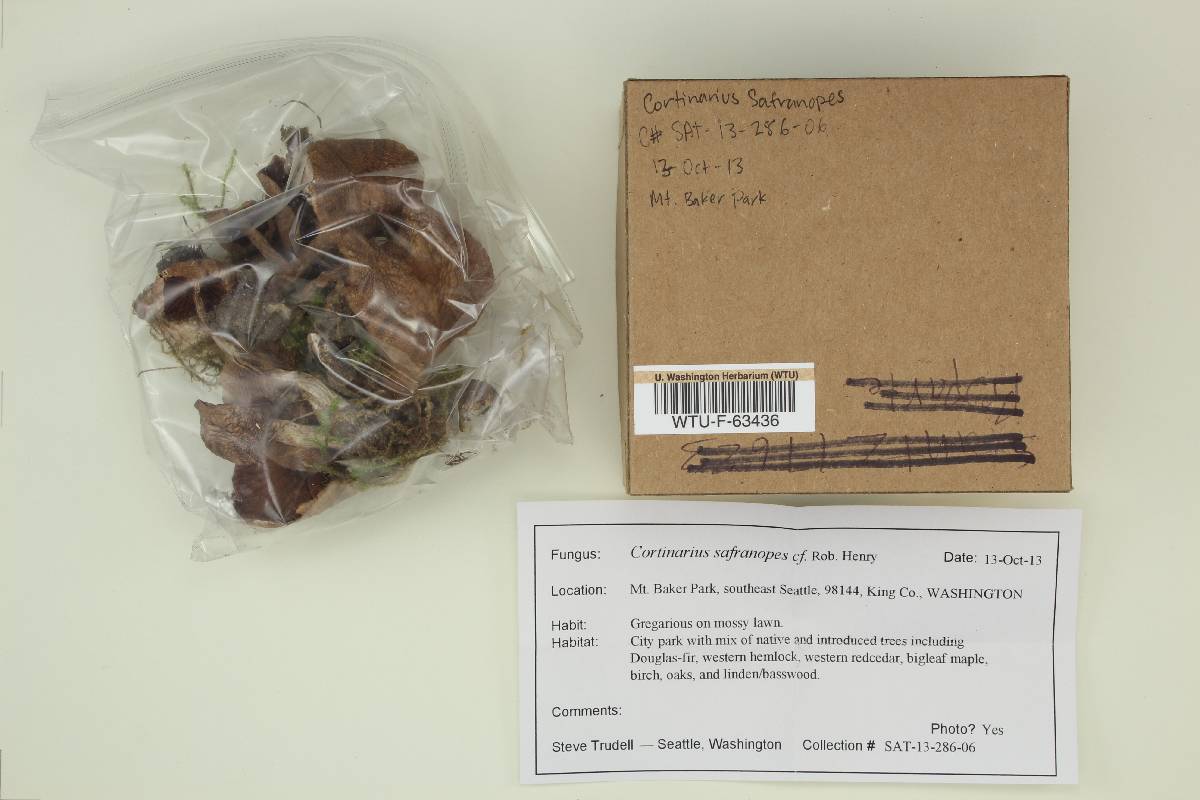 Cortinarius Safranopes
C# SAT-13-286-06
13-Oct-13
Mt. Baker Park
U. Washington Herbarium (WTU)
WTU-F-63436
Fungus: Cortinarius safranopes cf. Rob. Henry Date: 13-Oct-13
Location: Mt. Baker Park, southeast Seattle, 98144, King Co., WASHINGTON
Habit: Gregarious on mossy lawn.
Habitat: City park with mix of native and introduced trees including
Douglas-fir, western hemlock, western redcedar, bigleaf maple,
birch, oaks, and linden/basswood.
Comments:
Photo? Yes
Steve Trudell — Seattle, Washington Collection # SAT-13-286-06